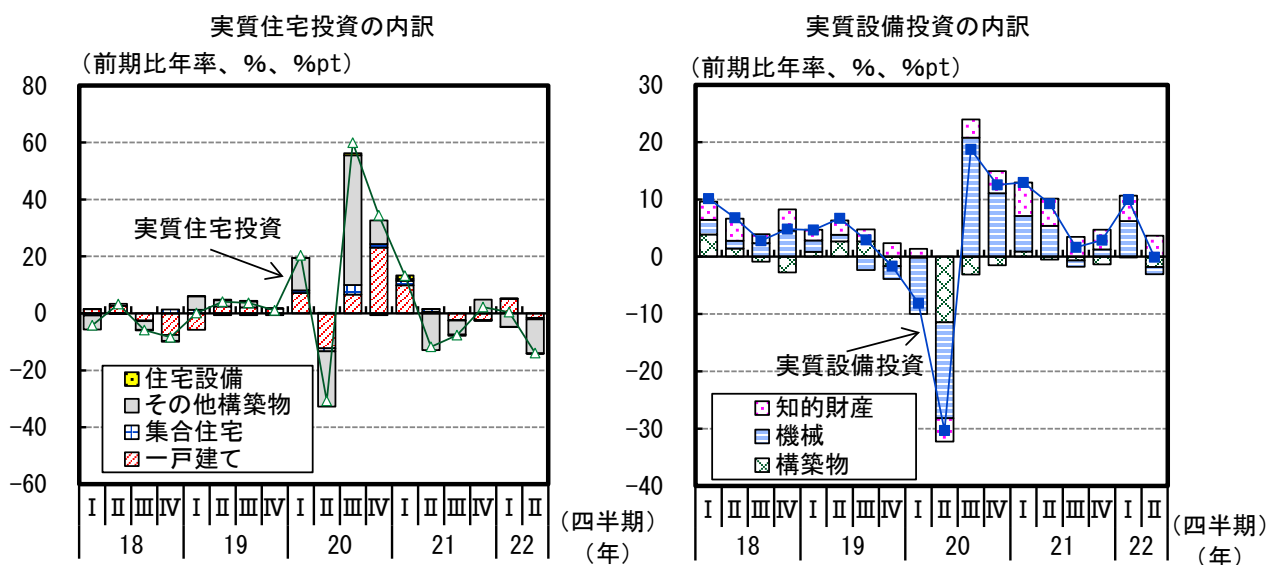 実質住宅投資の内訳
（前期比年率、%、%pt）
80
60
40
20
0
-20
-40
-60
実質住宅投資
住宅設備
その他構築物
集合住宅
一戸建て
Ⅰ Ⅱ Ⅲ Ⅳ Ⅰ Ⅱ Ⅲ Ⅳ Ⅰ Ⅱ Ⅲ Ⅳ Ⅰ Ⅱ Ⅲ Ⅳ Ⅰ Ⅱ
（四半期）
18 19 20 21 22
（年）
実質設備投資の内訳
（前期比年率、%、%pt）
30
20
10
0
-10
-20
-30
-40
実質設備投資
知的財産
機械
構築物
Ⅰ Ⅱ Ⅲ Ⅳ Ⅰ Ⅱ Ⅲ Ⅳ Ⅰ Ⅱ Ⅲ Ⅳ Ⅰ Ⅱ Ⅲ Ⅳ Ⅰ Ⅱ
（四半期）
18 19 20 21 22
（年）